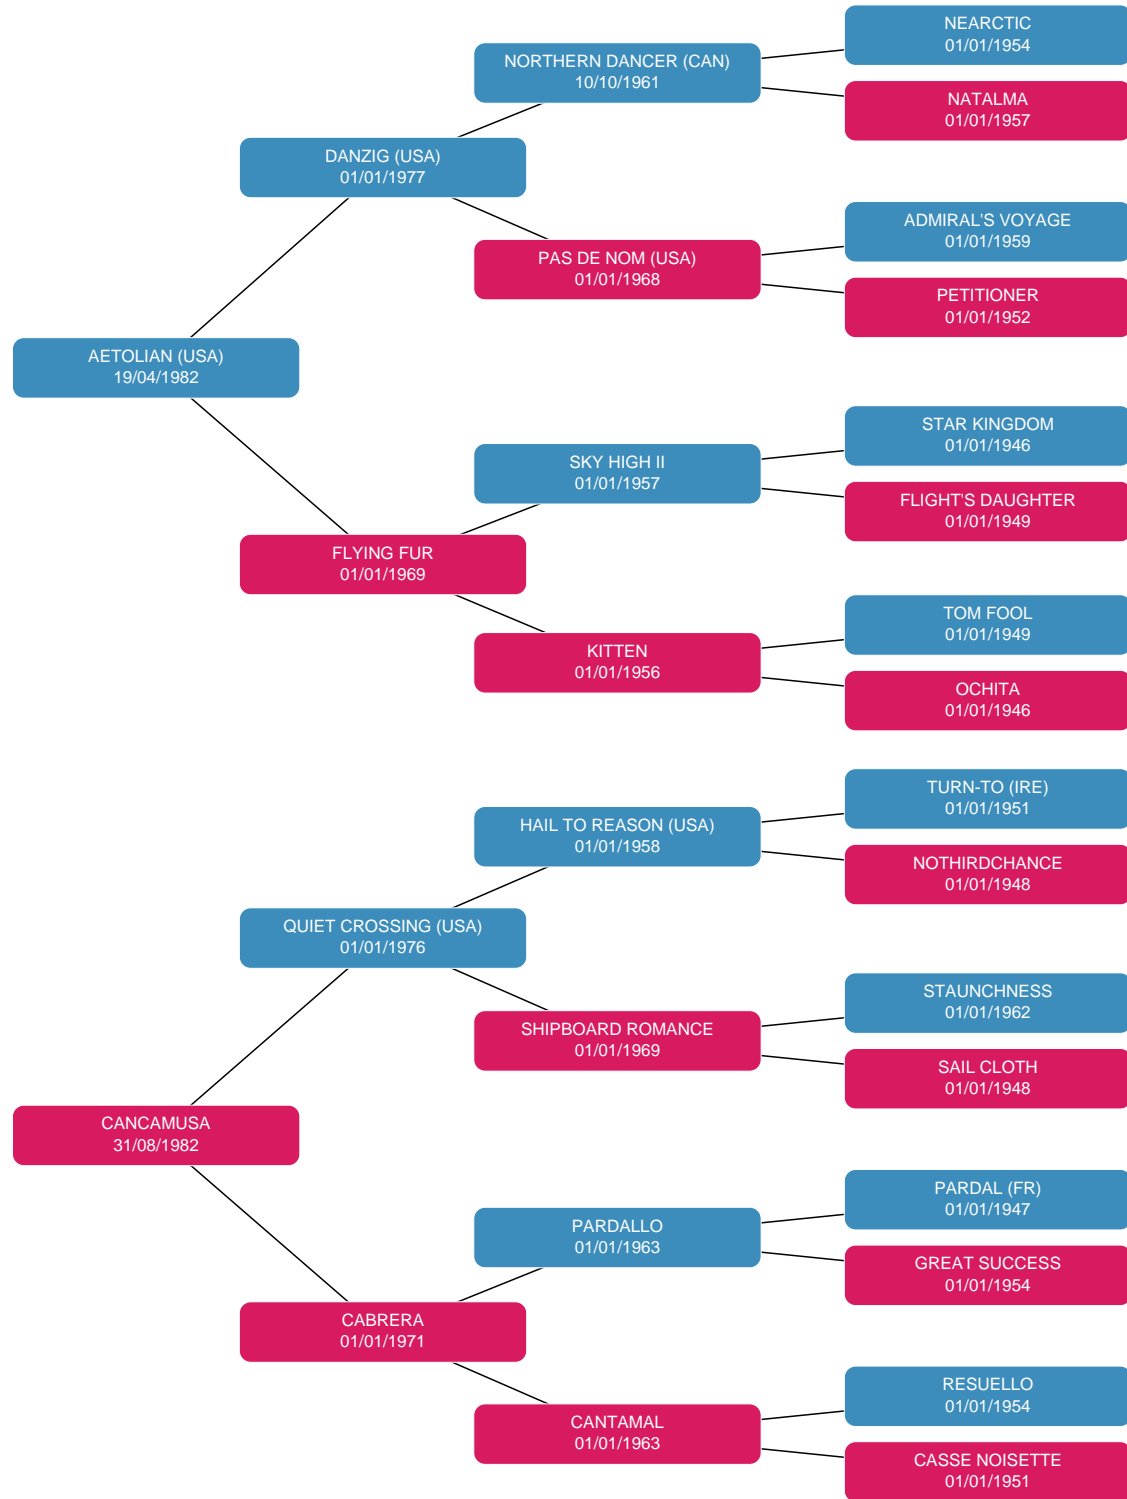 NEARCTIC
01/01/1954
NORTHERN DANCER (CAN)
10/10/1961
NATALMA
01/01/1957
DANZIG (USA)
01/01/1977
ADMIRAL'S VOYAGE
01/01/1959
PAS DE NOM (USA)
01/01/1968
PETITIONER
01/01/1952
AETOLIAN (USA)
19/04/1982
STAR KINGDOM
01/01/1946
SKY HIGH II
01/01/1957
FLIGHT'S DAUGHTER
01/01/1949
FLYING FUR
01/01/1969
TOM FOOL
01/01/1949
KITTEN
01/01/1956
OCHITA
01/01/1946
TURN-TO (IRE)
01/01/1951
HAIL TO REASON (USA)
01/01/1958
NOTHIRDCHANCE
01/01/1948
QUIET CROSSING (USA)
01/01/1976
STAUNCHNESS
01/01/1962
SHIPBOARD ROMANCE
01/01/1969
SAIL CLOTH
01/01/1948
CANCAMUSA
31/08/1982
PARDAL (FR)
01/01/1947
PARDALLO
01/01/1963
GREAT SUCCESS
01/01/1954
CABRERA
01/01/1971
RESUELLO
01/01/1954
CANTAMAL
01/01/1963
CASSE NOISETTE
01/01/1951